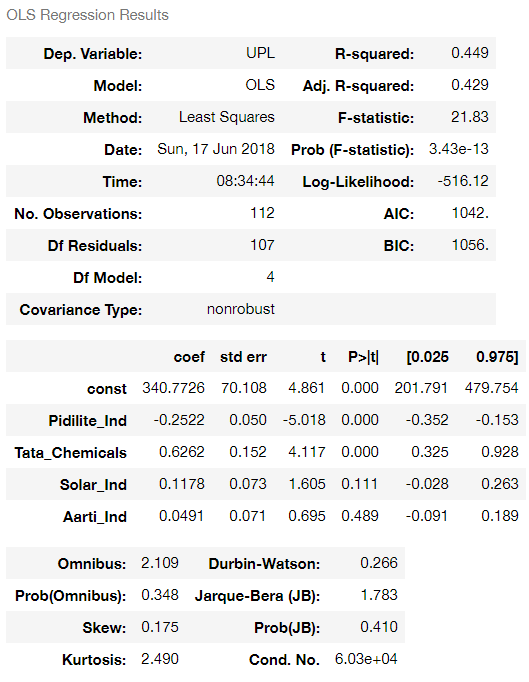 OLS Regression Results
Dep. Variable: UPL R-squared: 0.449
Model: OLS Adj. R-squared: 0.429
Method: Least Squares F-statistic: 21.83
Date: Sun, 17 Jun 2018 Prob (F-statistic): 3.43e-13
Time: 08:34:44 Log-Likelihood: -516.12
No. Observations: 112 AIC: 1042.
Df Residuals: 107 BIC: 1056.
Df Model: 4
Covariance Type: nonrobust
coef std err t P>|t| [0.025 0.975]
const 340.7726 70.108 4.861 0.000 201.791 479.754
Pidilite_Ind -0.2522 0.050 -5.018 0.000 -0.352 -0.153
Tata_Chemicals 0.6262 0.152 4.117 0.000 0.325 0.928
Solar_Ind 0.1178 0.073 1.605 0.111 -0.028 0.263
Aarti_Ind 0.0491 0.071 0.695 0.489 -0.091 0.189
Omnibus: 2.109 Durbin-Watson: 0.266
Prob(Omnibus): 0.348 Jarque-Bera (JB): 1.783
Skew: 0.175 Prob(JB): 0.410
Kurtosis: 2.490 Cond. No. 6.03e+04